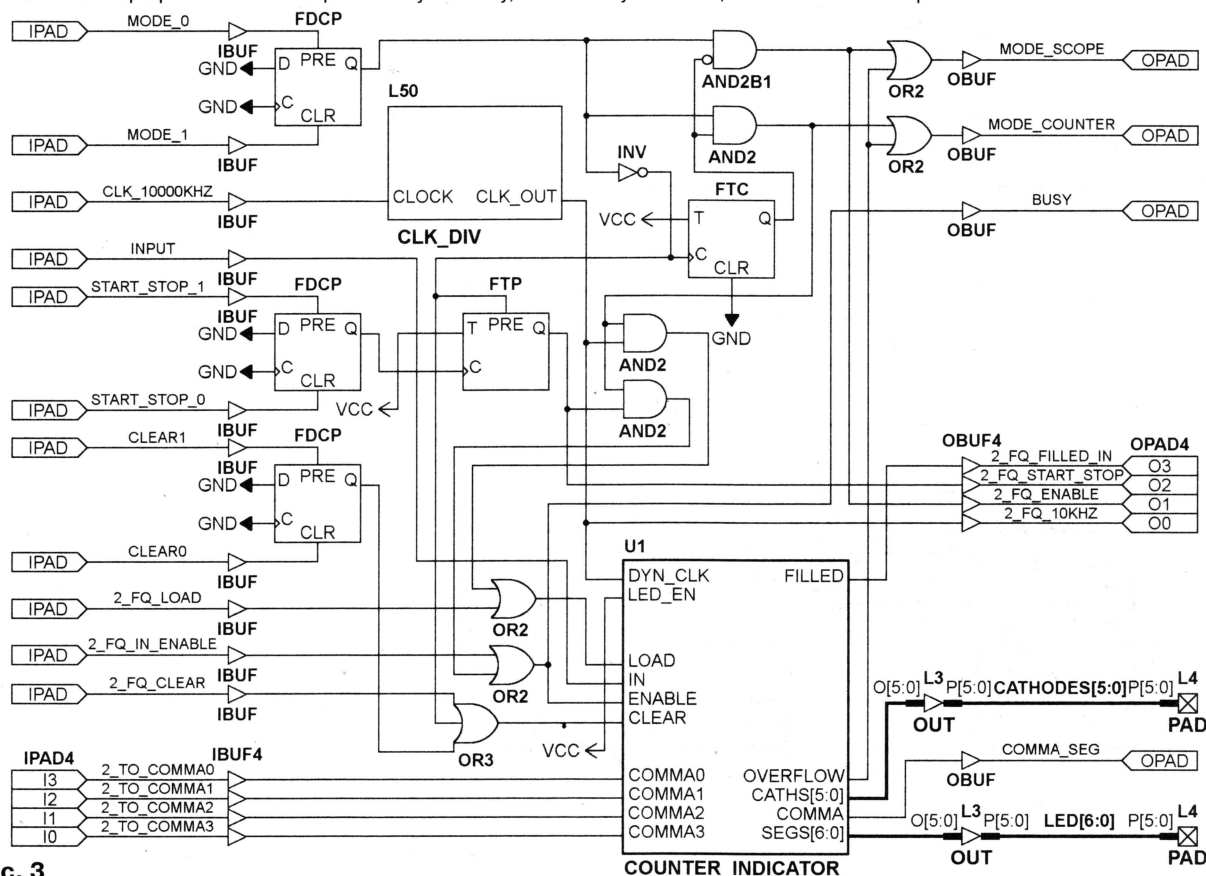 IPAD MODE_0 IBUF
GND D PRE Q FDCP
GND C CLR
IPAD MODE_1 IBUF
IPAD CLK_10000KHZ IBUF
L50
CLOCK CLK_OUT
CLK_DIV
AND2B1
AND2
INV
FTC
VCC T Q
C
CLR
GND
OR2 OBUF MODE_SCOPE OPAD
OR2 OBUF MODE_COUNTER OPAD
OBUF BUSY OPAD
IPAD INPUT IBUF
IPAD START_STOP_1 IBUF
FDCP
GND D PRE Q
GND C CLR
IPAD START_STOP_0 IBUF
FTP
T PRE Q
C
VCC
AND2
AND2
IPAD CLEAR1 IBUF
FDCP
GND D PRE Q
GND C CLR
IPAD CLEAR0 IBUF
IPAD 2_FQ_LOAD IBUF
IPAD 2_FQ_IN_ENABLE IBUF
IPAD 2_FQ_CLEAR IBUF
OR2
OR2
OR3
OBUF4 OPAD4
2_FQ_FILLED_IN O3
2_FQ_START_STOP O2
2_FQ_ENABLE O1
2_FQ_10KHZ O0
IPAD4 IBUF4
I3 2_TO_COMMA0
I2 2_TO_COMMA1
I1 2_TO_COMMA2
I0 2_TO_COMMA3
U1
DYN_CLK FILLED
LED_EN
LOAD
IN
ENABLE
CLEAR
VCC
COMMA0 OVERFLOW
COMMA1 CATHS[5:0]
COMMA2 COMMA
COMMA3 SEGS[6:0]
COUNTER INDICATOR
O[5:0] L3 P[5:0] CATHODES[5:0] P[5:0] L4
OUT PAD
OBUF COMMA_SEG OPAD
O[5:0] L3 P[5:0] LED[6:0] P[5:0] L4
OUT PAD
с. 3